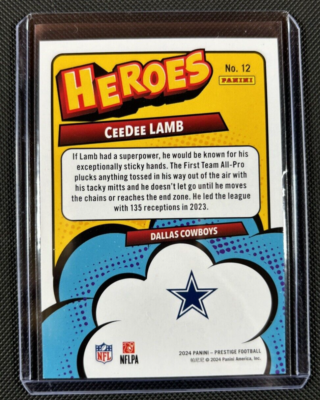 HEROES
No. 12
PANINI
CEEDEE LAMB
If Lamb had a superpower, he would be known for his
exceptionally sticky hands. The First Team All-Pro
plucks anything tossed in his way out of the air with
his tacky mitts and he doesn't let go until he moves
the chains or reaches the end zone. He led the league
with 135 receptions in 2023.
DALLAS COWBOYS
NFL
NFLPA
2024 PANINI – PRESTIGE FOOTBALL
© 2024 Panini America, Inc.